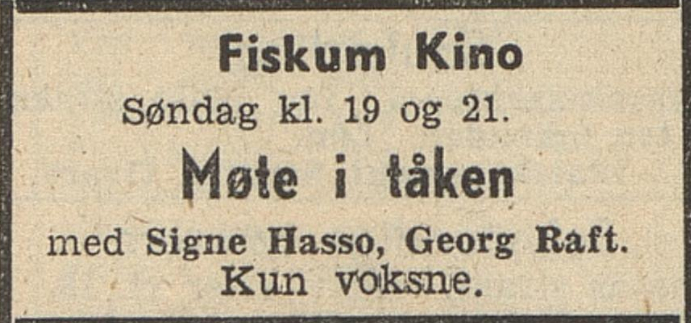 Fiskum Kino
Søndag kl. 19 og 21.
Møte i tåken
med Signe Hasso, Georg Raft.
Kun voksne.